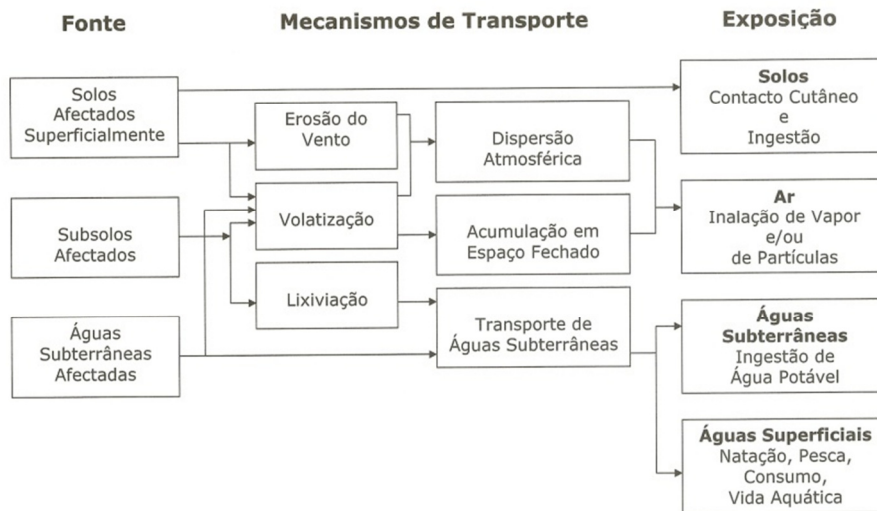 Fonte
Mecanismos de Transporte
Exposição
Solos
Afectados
Superficialmente
Subsolos
Afectados
Águas
Subterrâneas
Afectadas
Erosão do
Vento
Volatização
Lixiviação
Dispersão
Atmosférica
Acumulação em
Espaço Fechado
Transporte de
Águas Subterrâneas
Solos
Contacto Cutâneo
e
Ingestão
Ar
Inalação de Vapor
e/ou
de Partículas
Águas
Subterrâneas
Ingestão de
Água Potável
Águas Superficiais
Natação, Pesca,
Consumo,
Vida Aquática